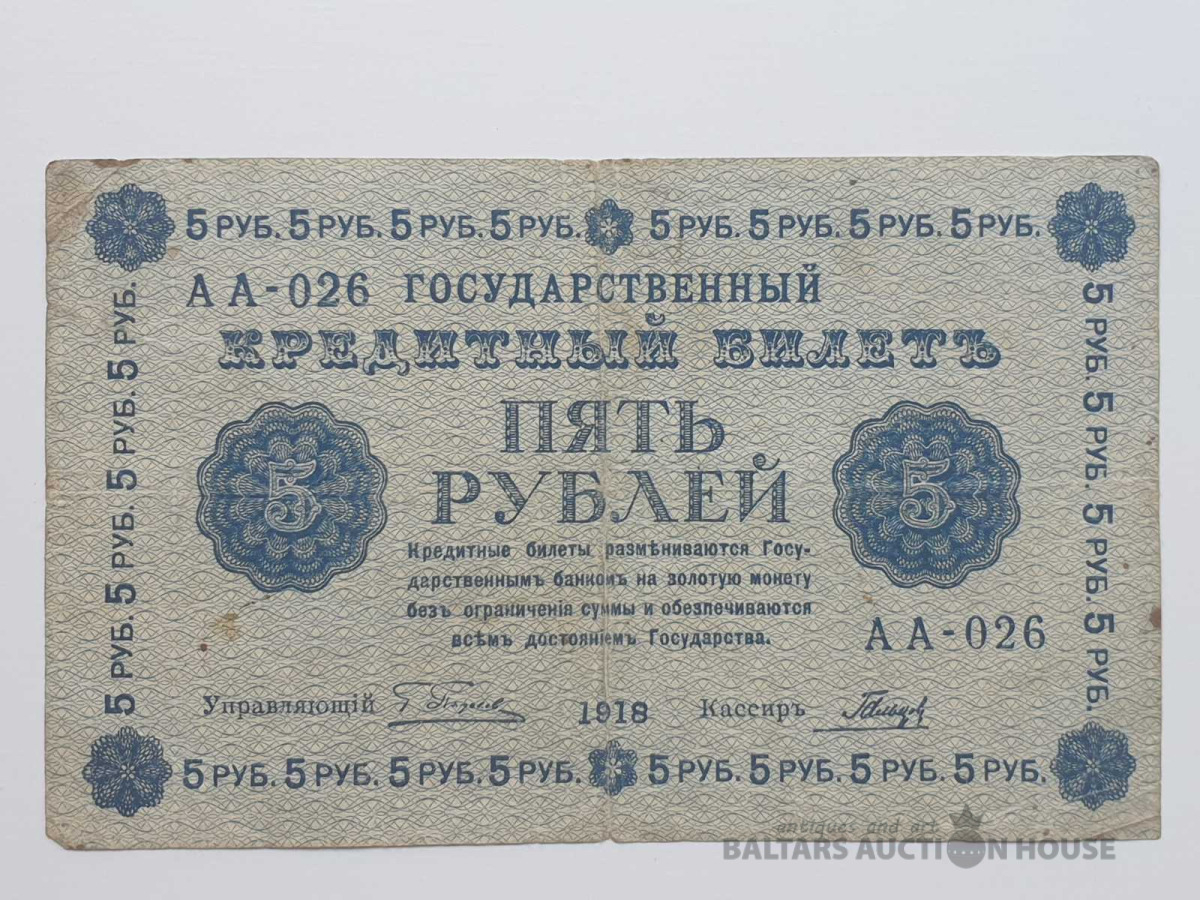 5 РУБ. 5 РУБ. 5 РУБ. 5 РУБ. 5 РУБ. 5 РУБ. 5 РУБ. 5 РУБ.
АА-026 ГОСУДАРСТВЕННЫЙ
КРЕДИТНЫЙ БИЛЕТЪ
ПЯТЬ
РУБЛЕЙ
5
5
Кредитные билеты размѣниваются Госу-
дарственнымъ банкомъ на золотую монету
безъ ограниченія суммы и обезпечиваются
всѣмъ достояніемъ Государства.
АА-026
Управляющій
1918 Кассиръ
5 РУБ. 5 РУБ. 5 РУБ. 5 РУБ.
5 РУБ. 5 РУБ. 5 РУБ. 5 РУБ.
5 РУБ. 5 РУБ. 5 РУБ. 5 РУБ. 5 РУБ. 5 РУБ. 5 РУБ. 5 РУБ.
antiques and art
BALTARS AUCTION HOUSE